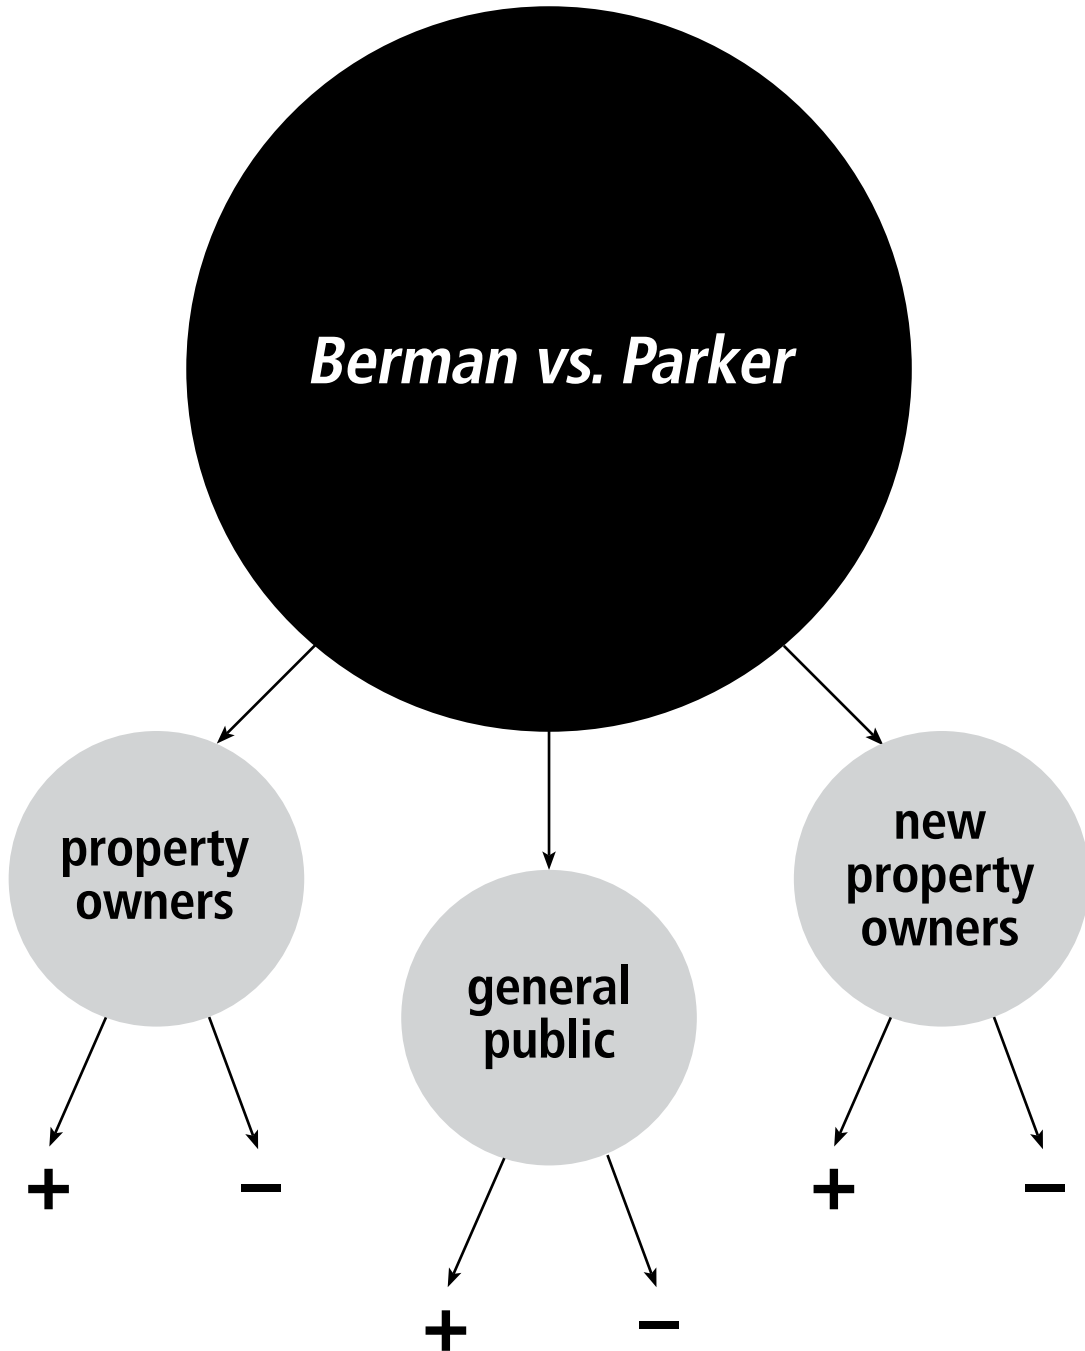 Berman vs. Parker
property
owners
general
public
new
property
owners
+
−
+
−
+
−